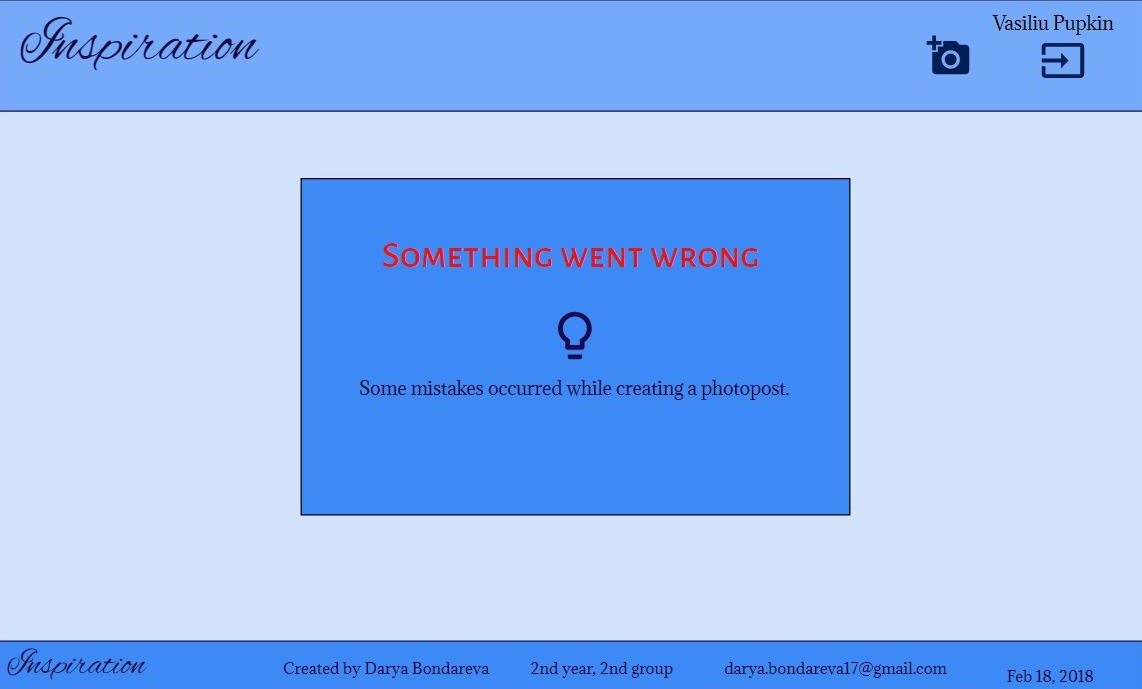 Inspiration
Vasiliu Pupkin
Something went wrong
Some mistakes occurred while creating a photopost.
Inspiration
Created by Darya Bondareva
2nd year, 2nd group
darya.bondareva17@gmail.com
Feb 18, 2018